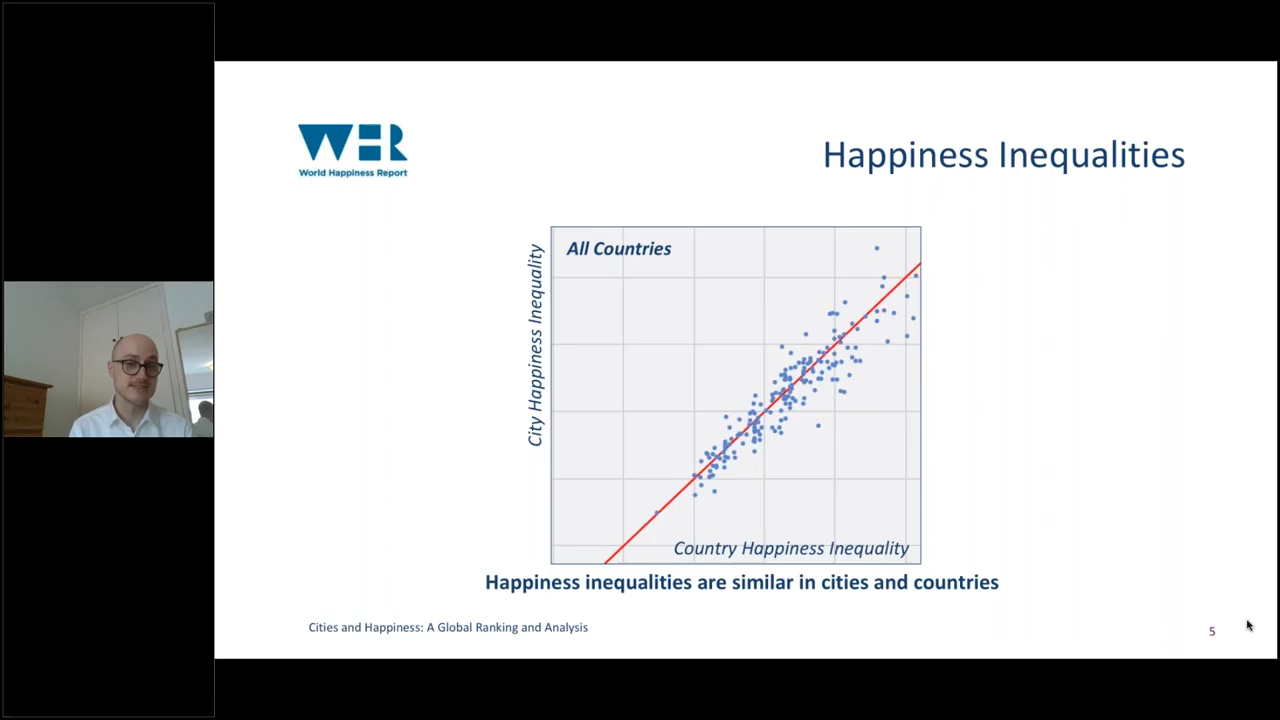 WHR
World Happiness Report
Happiness Inequalities
All Countries
City Happiness Inequality
Country Happiness Inequality
Happiness inequalities are similar in cities and countries
Cities and Happiness: A Global Ranking and Analysis
5